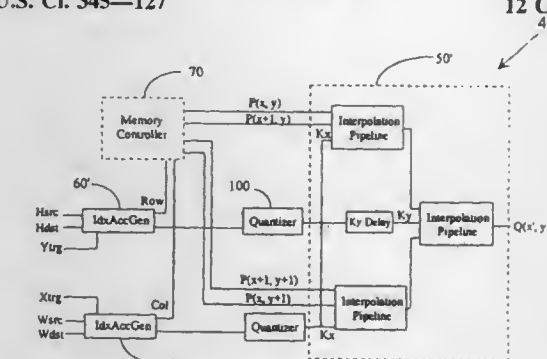 U.S. Cl. 345—127
12 C
4
70
50'
Memory
Controller
P(x, y)
P(x+1, y)
Kx
Interpolation
Pipeline
60'
Row
100
Hsrc
Hdst
Ytrg
IdxAccGen
Quantizer
Ky Delay
Ky
Interpolation
Pipeline
Q(x', y
P(x+1, y+1)
P(x, y+1)
Xtrg
Col
Wsrc
Wdst
IdxAccGen
Quantizer
Kx
Interpolation
Pipeline